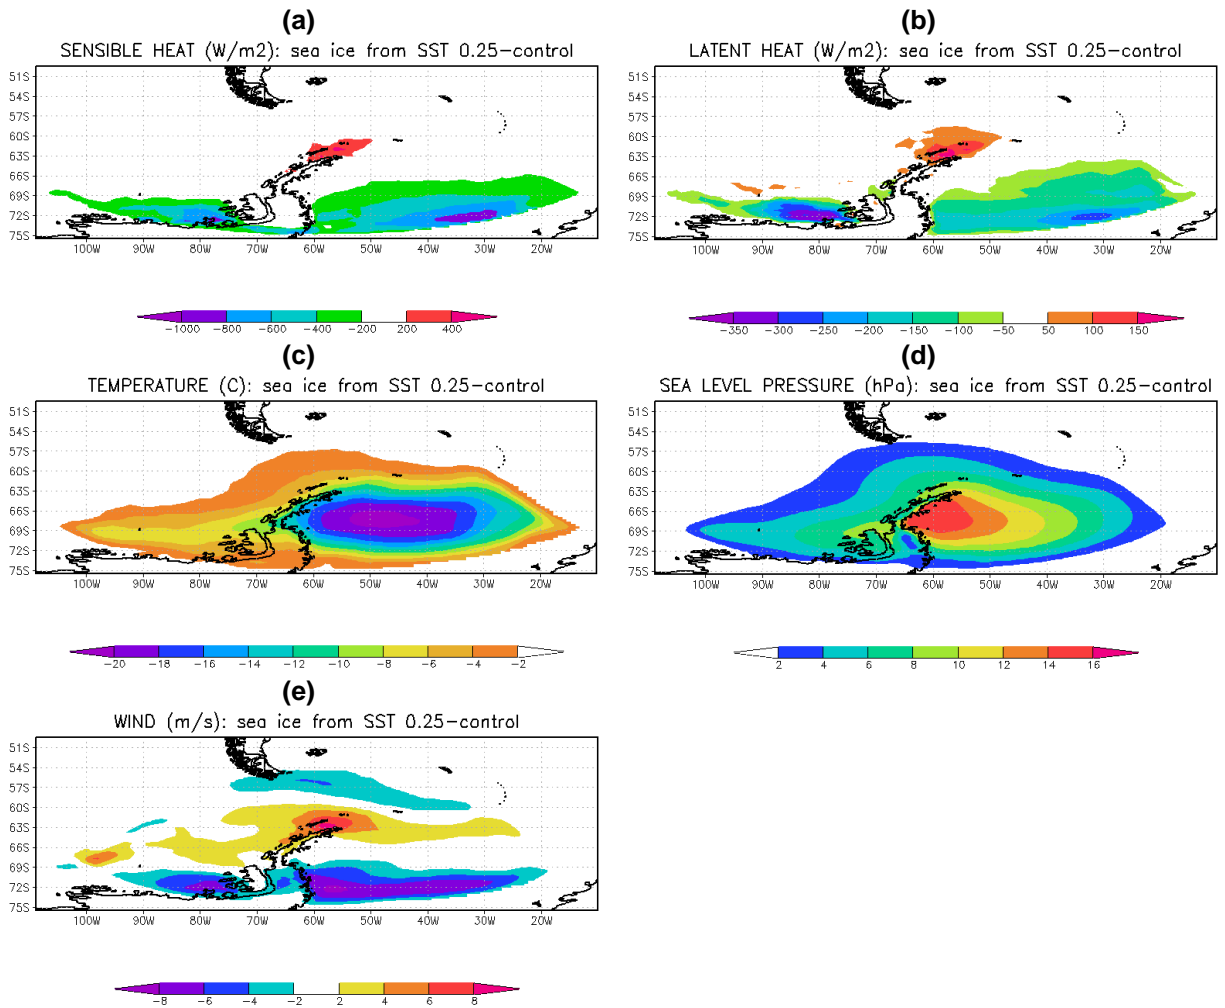 (a)
SENSIBLE HEAT (W/m2): sea ice from SST 0.25-control
51S
54S
57S
60S
63S
66S
69S
72S
75S
100W 90W 80W 70W 60W 50W 40W 30W 20W
-1000 -800 -600 -400 -200 200 400
(b)
LATENT HEAT (W/m2): sea ice from SST 0.25-control
51S
54S
57S
60S
63S
66S
69S
72S
75S
100W 90W 80W 70W 60W 50W 40W 30W 20W
-350 -300 -250 -200 -150 -100 -50 50 100 150
(c)
TEMPERATURE (C): sea ice from SST 0.25-control
51S
54S
57S
60S
63S
66S
69S
72S
75S
100W 90W 80W 70W 60W 50W 40W 30W 20W
-20 -18 -16 -14 -12 -10 -8 -6 -4 -2
(d)
SEA LEVEL PRESSURE (hPa): sea ice from SST 0.25-control
51S
54S
57S
60S
63S
66S
69S
72S
75S
100W 90W 80W 70W 60W 50W 40W 30W 20W
2 4 6 8 10 12 14 16
(e)
WIND (m/s): sea ice from SST 0.25-control
51S
54S
57S
60S
63S
66S
69S
72S
75S
100W 90W 80W 70W 60W 50W 40W 30W 20W
-8 -6 -4 -2 2 4 6 8